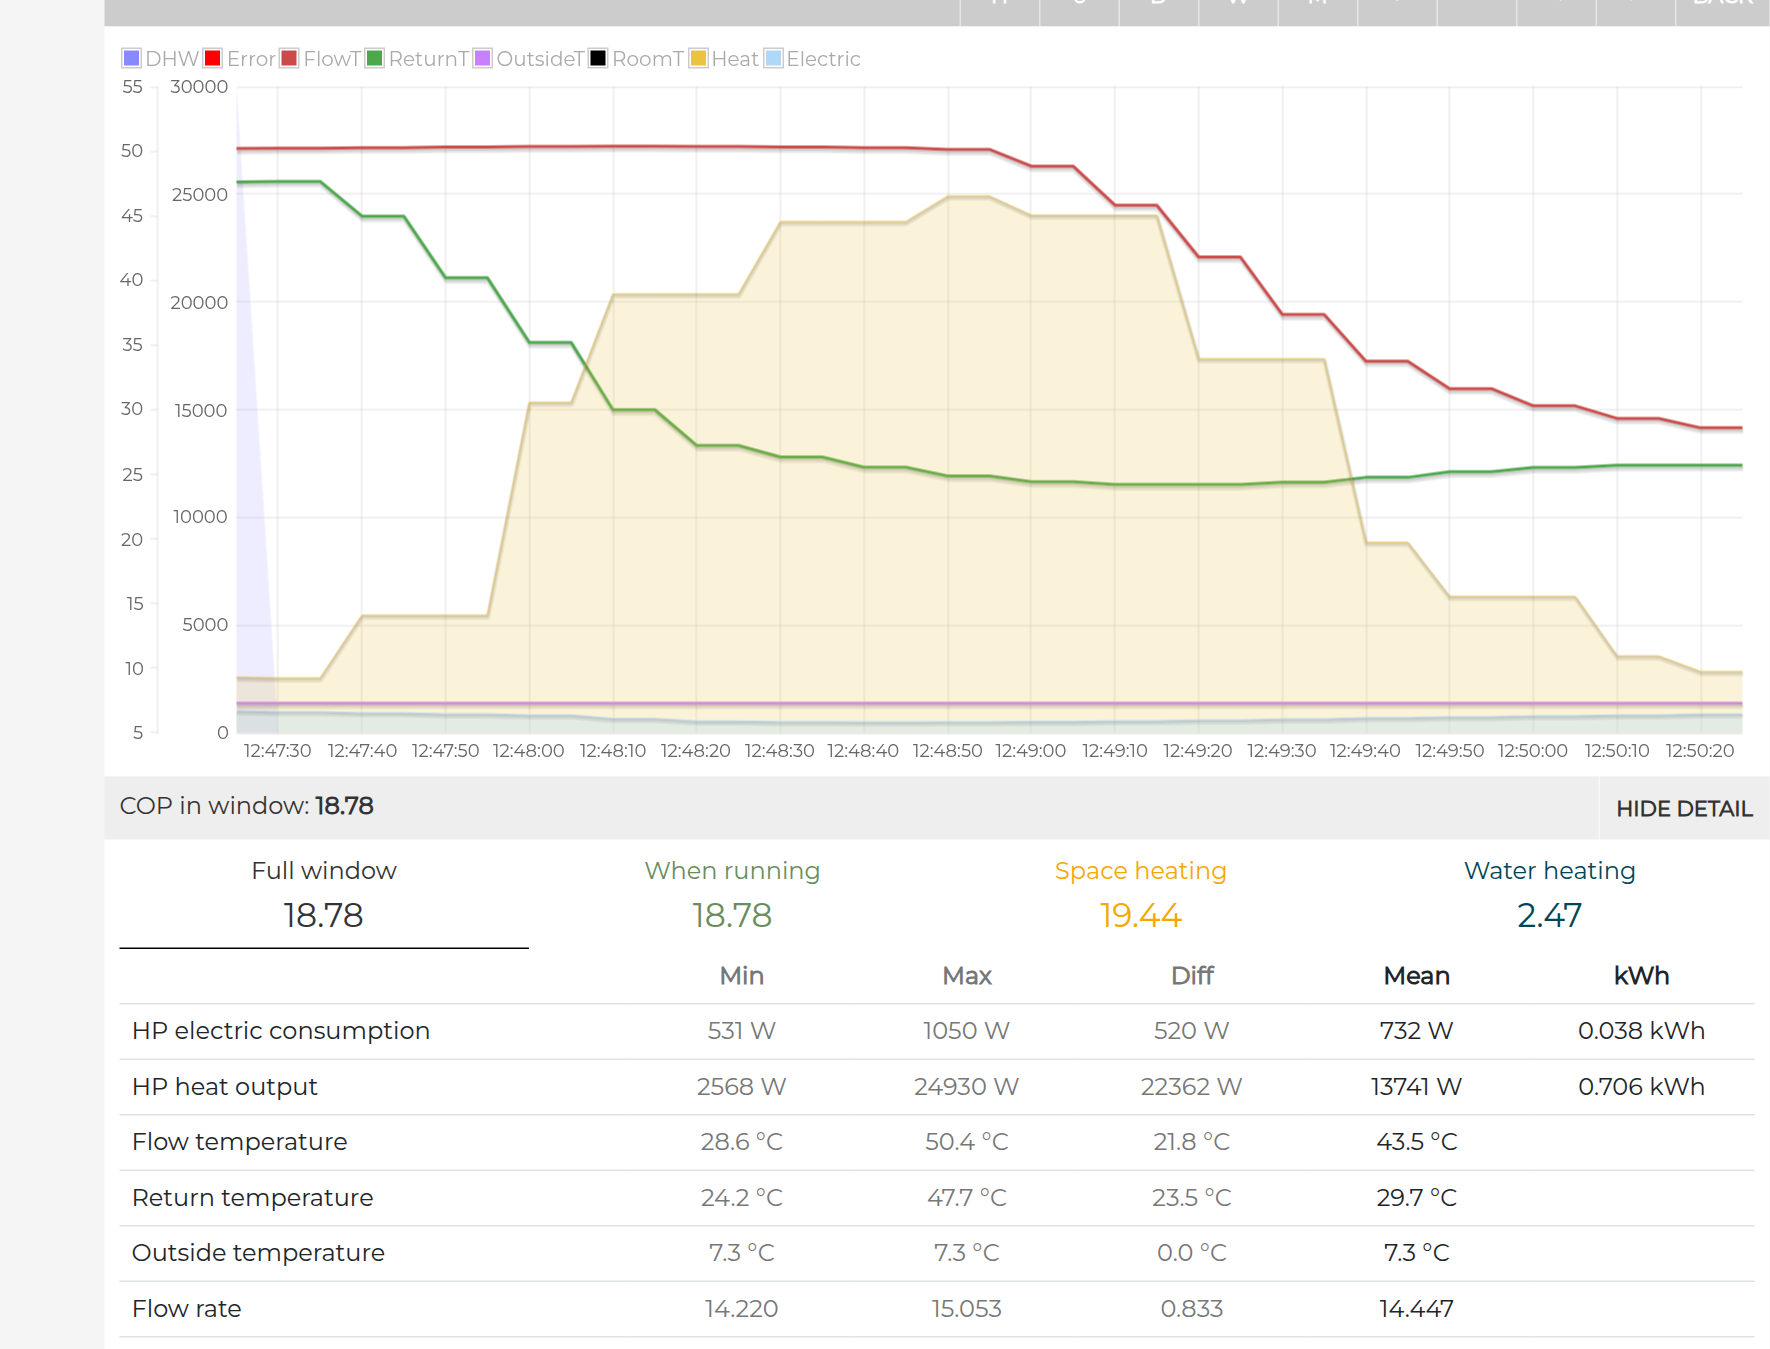 BACK
DHW Error FlowT ReturnT OutsideT RoomT Heat Electric
55 30000
50
25000
45
40
20000
35
30 15000
25
10000
20
15
5000
10
5 0
12:47:30 12:47:40 12:47:50 12:48:00 12:48:10 12:48:20 12:48:30 12:48:40 12:48:50 12:49:00 12:49:10 12:49:20 12:49:30 12:49:40 12:49:50 12:50:00 12:50:10 12:50:20
COP in window: 18.78 HIDE DETAIL
Full window When running Space heating Water heating
18.78 18.78 19.44 2.47
Min Max Diff Mean kWh
HP electric consumption 531 W 1050 W 520 W 732 W 0.038 kWh
HP heat output 2568 W 24930 W 22362 W 13741 W 0.706 kWh
Flow temperature 28.6 °C 50.4 °C 21.8 °C 43.5 °C
Return temperature 24.2 °C 47.7 °C 23.5 °C 29.7 °C
Outside temperature 7.3 °C 7.3 °C 0.0 °C 7.3 °C
Flow rate 14.220 15.053 0.833 14.447